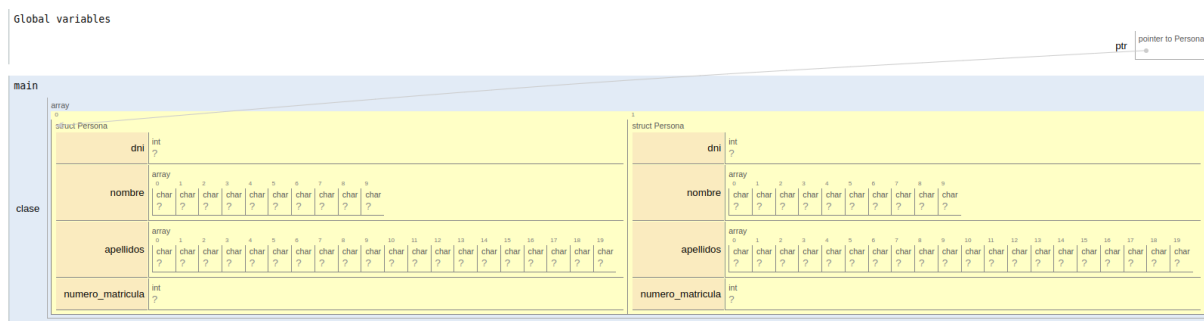 Global variables
ptr
pointer to Persona
main
array
0 1
struct Persona struct Persona
clase
dni
int
?
dni
int
?
nombre
array
0 1 2 3 4 5 6 7 8 9
char char char char char char char char char char
? ? ? ? ? ? ? ? ? ?
nombre
array
0 1 2 3 4 5 6 7 8 9
char char char char char char char char char char
? ? ? ? ? ? ? ? ? ?
apellidos
array
0 1 2 3 4 5 6 7 8 9 10 11 12 13 14 15 16 17 18 19
char char char char char char char char char char char char char char char char char char char char
? ? ? ? ? ? ? ? ? ? ? ? ? ? ? ? ? ? ? ?
apellidos
array
0 1 2 3 4 5 6 7 8 9 10 11 12 13 14 15 16 17 18 19
char char char char char char char char char char char char char char char char char char char char
? ? ? ? ? ? ? ? ? ? ? ? ? ? ? ? ? ? ? ?
numero_matricula
int
?
numero_matricula
int
?